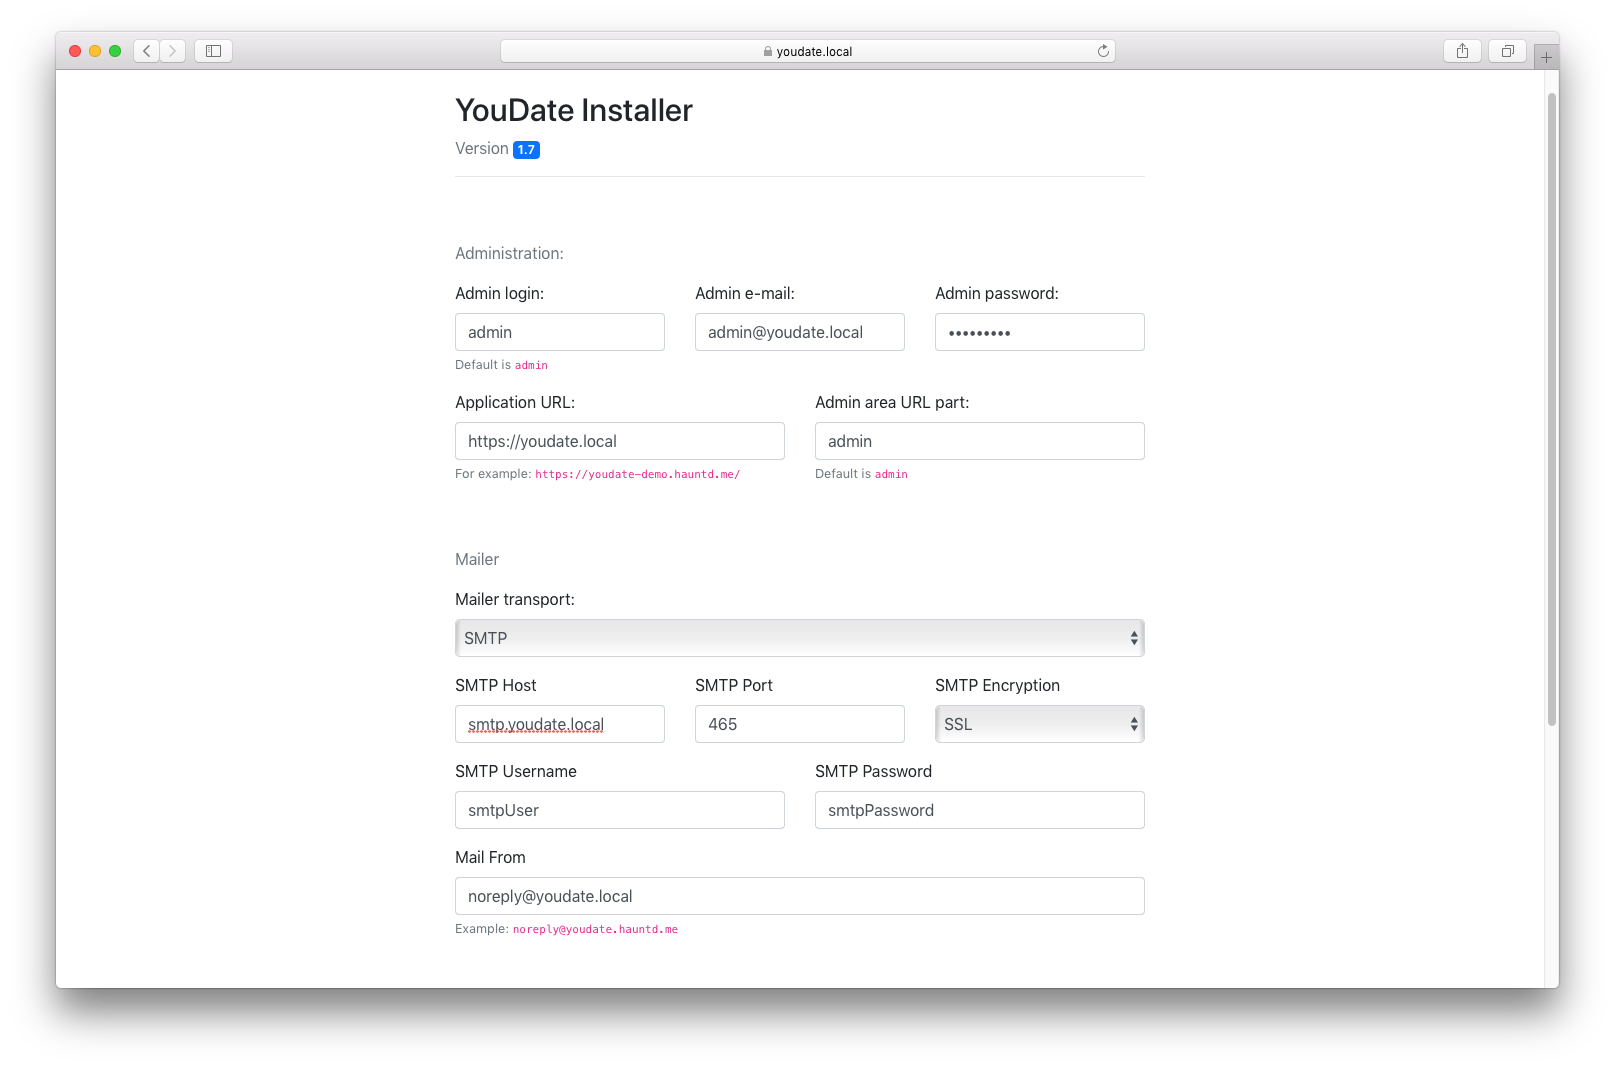 youdate.local
YouDate Installer
Version 1.7
Administration:
Admin login: Admin e-mail: Admin password:
admin admin@youdate.local •••••••••
Default is admin
Application URL: Admin area URL part:
https://youdate.local admin
For example: https://youdate-demo.hauntd.me/ Default is admin
Mailer
Mailer transport:
SMTP
SMTP Host SMTP Port SMTP Encryption
smtp.youdate.local 465 SSL
SMTP Username SMTP Password
smtpUser smtpPassword
Mail From
noreply@youdate.local
Example: noreply@youdate.hauntd.me